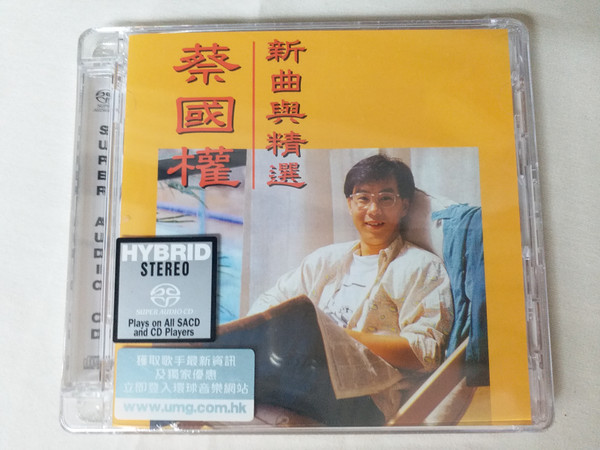 蔡國權
新曲與精選
SUPER AUDIO CD
HYBRID
STEREO
SUPER AUDIO CD
Plays on All SACD
and CD Players
獲取歌手最新資訊
及獨家優惠
立即登入環球音樂網站
www.umg.com.hk